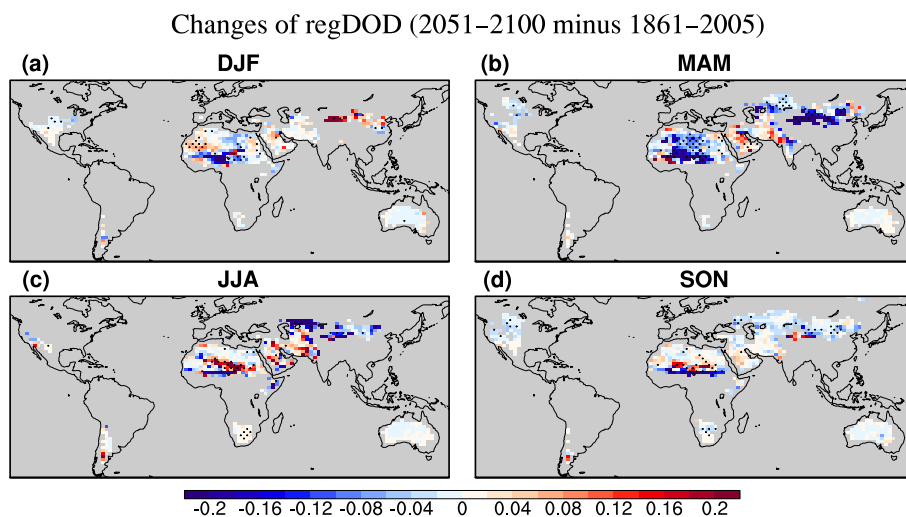 Changes of regDOD (2051–2100 minus 1861–2005)
(a) DJF
(b) MAM
(c) JJA
(d) SON
-0.2 -0.16 -0.12 -0.08 -0.04 0 0.04 0.08 0.12 0.16 0.2